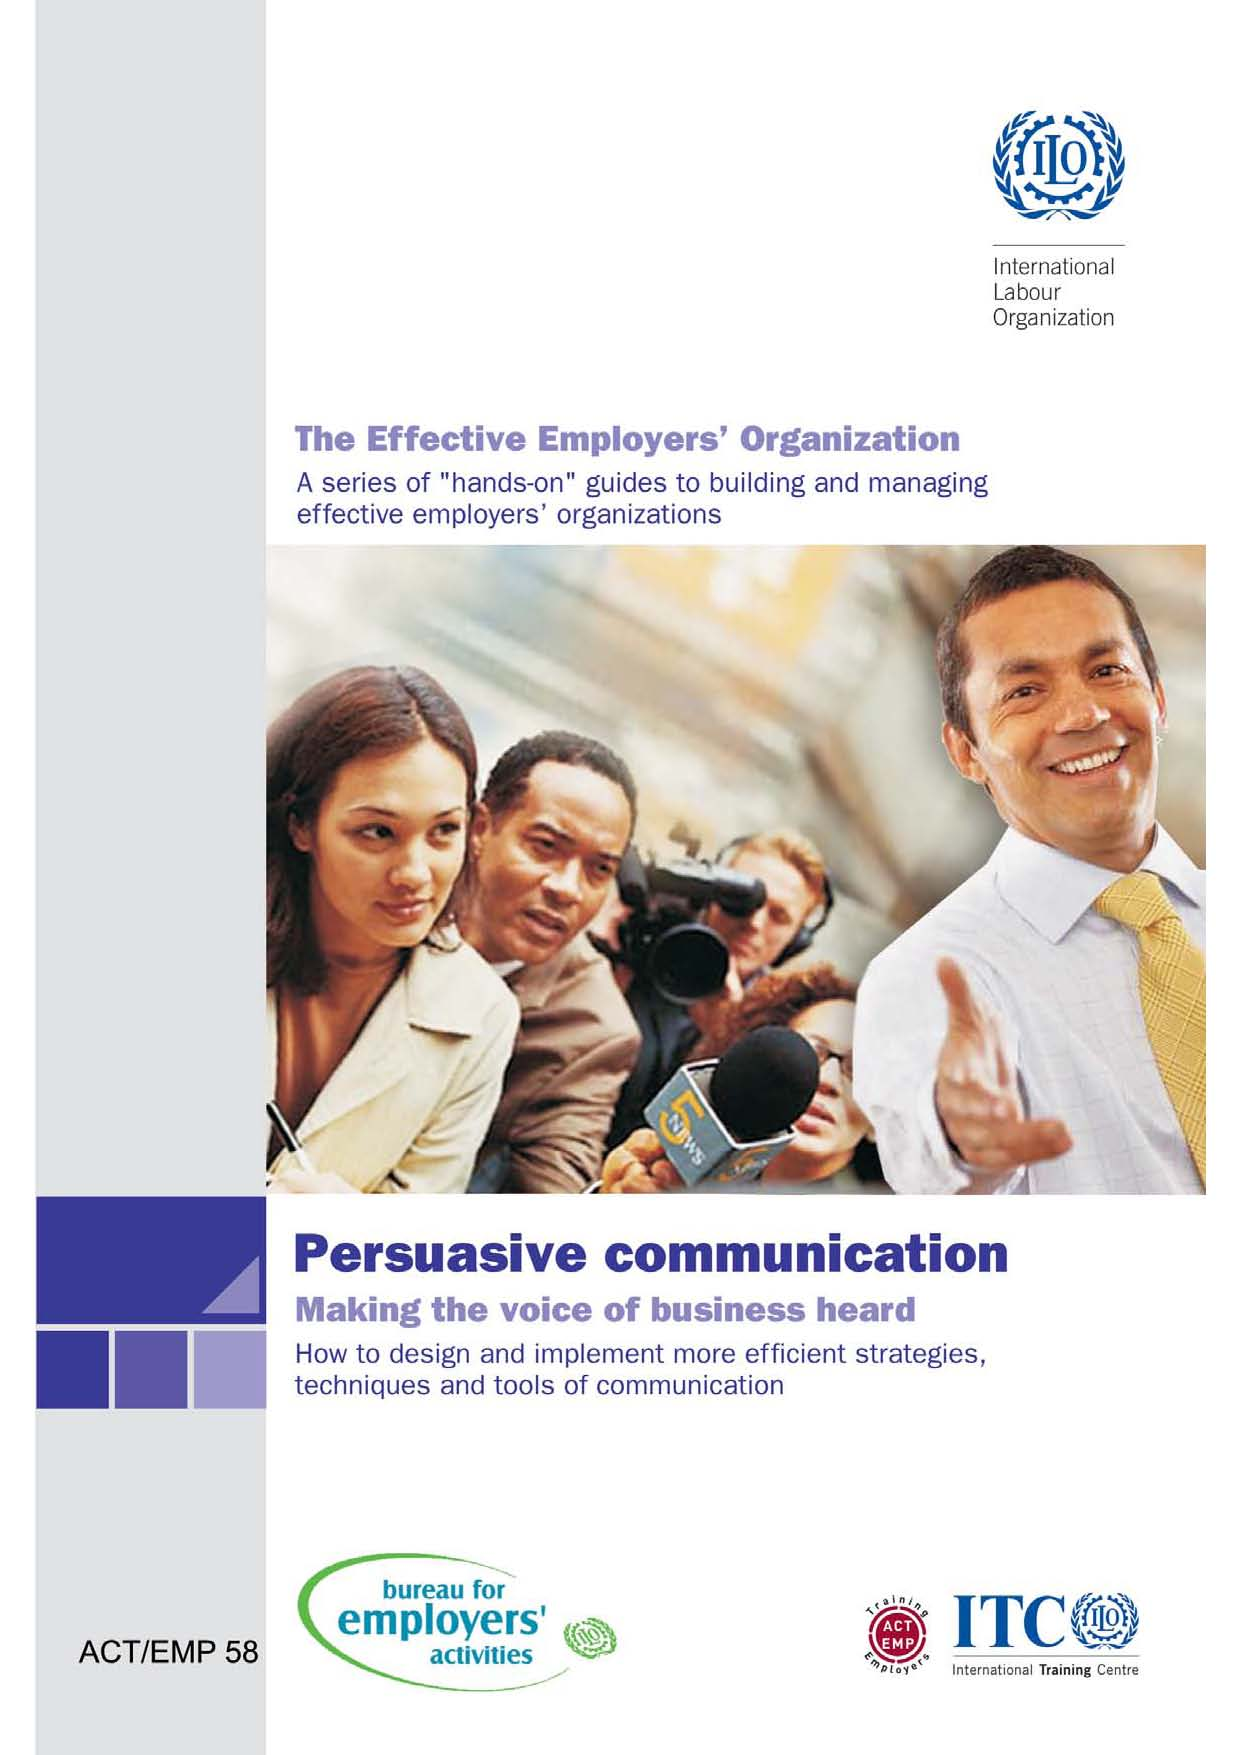 ILO
International
Labour
Organization
The Effective Employers’ Organization
A series of "hands-on" guides to building and managing
effective employers’ organizations
5
NEWS
Persuasive communication
Making the voice of business heard
How to design and implement more efficient strategies,
techniques and tools of communication
ACT/EMP 58
bureau for
employers'
activities
ILO
Training
ACT
EMP
Employers
ITC ILO
International Training Centre